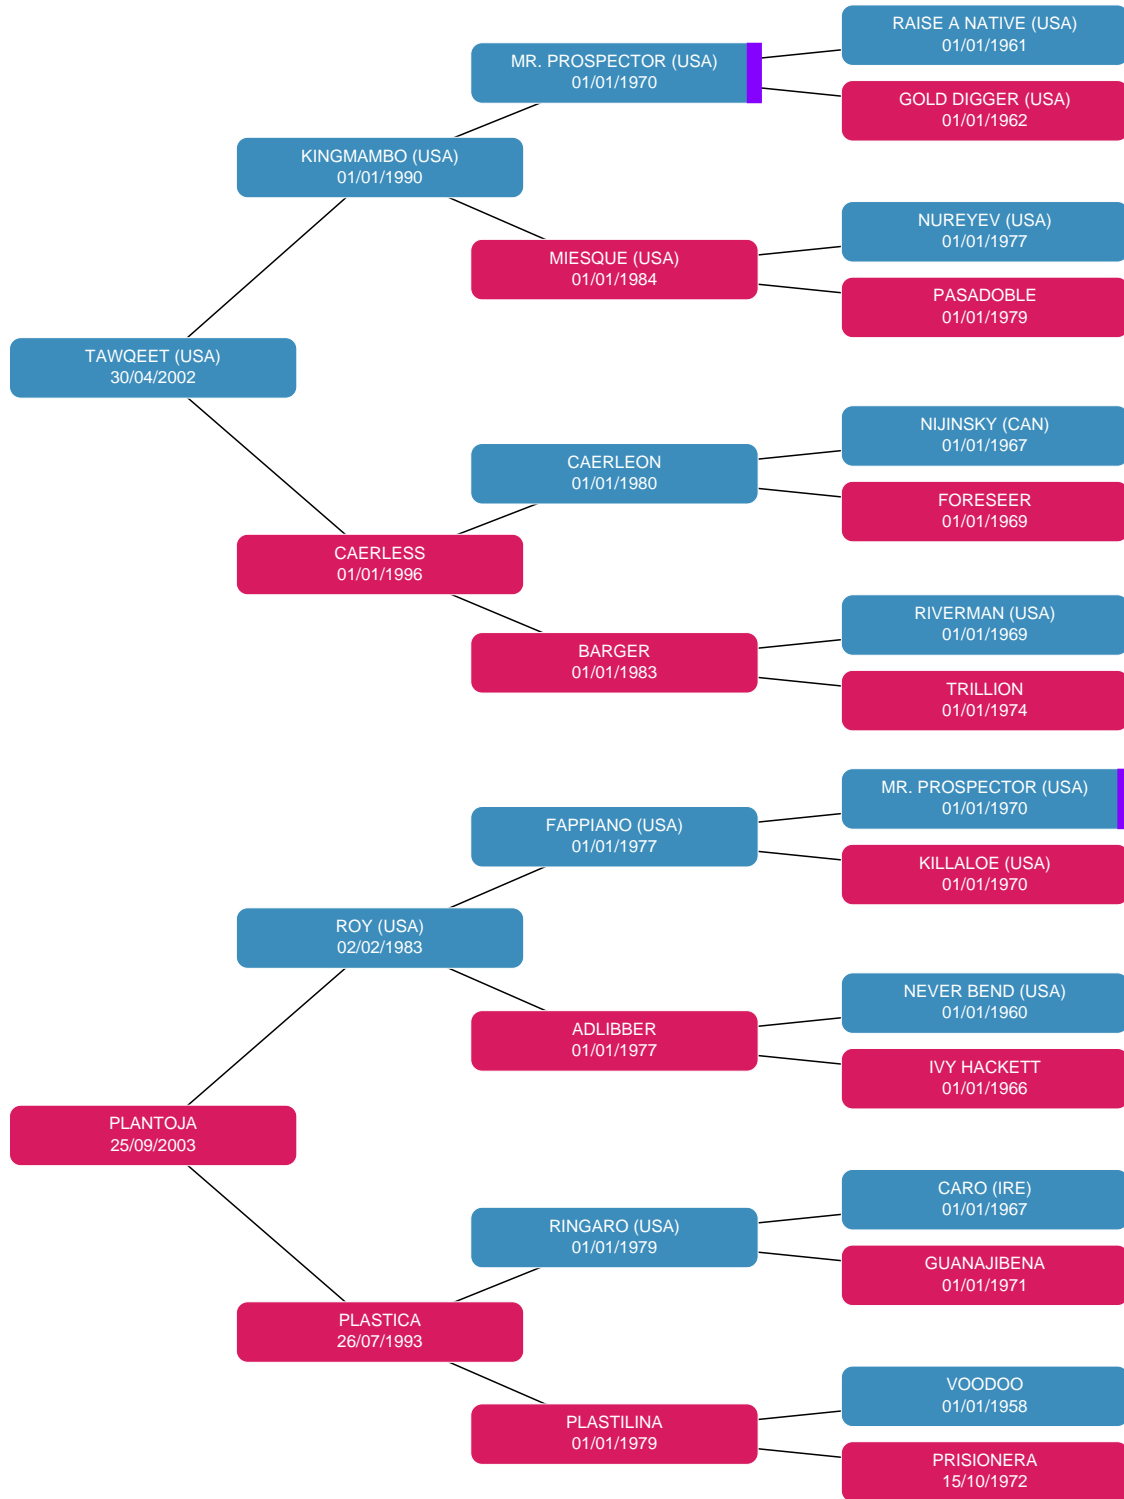 RAISE A NATIVE (USA)
01/01/1961
MR. PROSPECTOR (USA)
01/01/1970
GOLD DIGGER (USA)
01/01/1962
KINGMAMBO (USA)
01/01/1990
NUREYEV (USA)
01/01/1977
MIESQUE (USA)
01/01/1984
PASADOBLE
01/01/1979
TAWQEET (USA)
30/04/2002
NIJINSKY (CAN)
01/01/1967
CAERLEON
01/01/1980
FORESEER
01/01/1969
CAERLESS
01/01/1996
RIVERMAN (USA)
01/01/1969
BARGER
01/01/1983
TRILLION
01/01/1974
MR. PROSPECTOR (USA)
01/01/1970
FAPPIANO (USA)
01/01/1977
KILLALOE (USA)
01/01/1970
ROY (USA)
02/02/1983
NEVER BEND (USA)
01/01/1960
ADLIBBER
01/01/1977
IVY HACKETT
01/01/1966
PLANTOJA
25/09/2003
CARO (IRE)
01/01/1967
RINGARO (USA)
01/01/1979
GUANAJIBENA
01/01/1971
PLASTICA
26/07/1993
VOODOO
01/01/1958
PLASTILINA
01/01/1979
PRISIONERA
15/10/1972